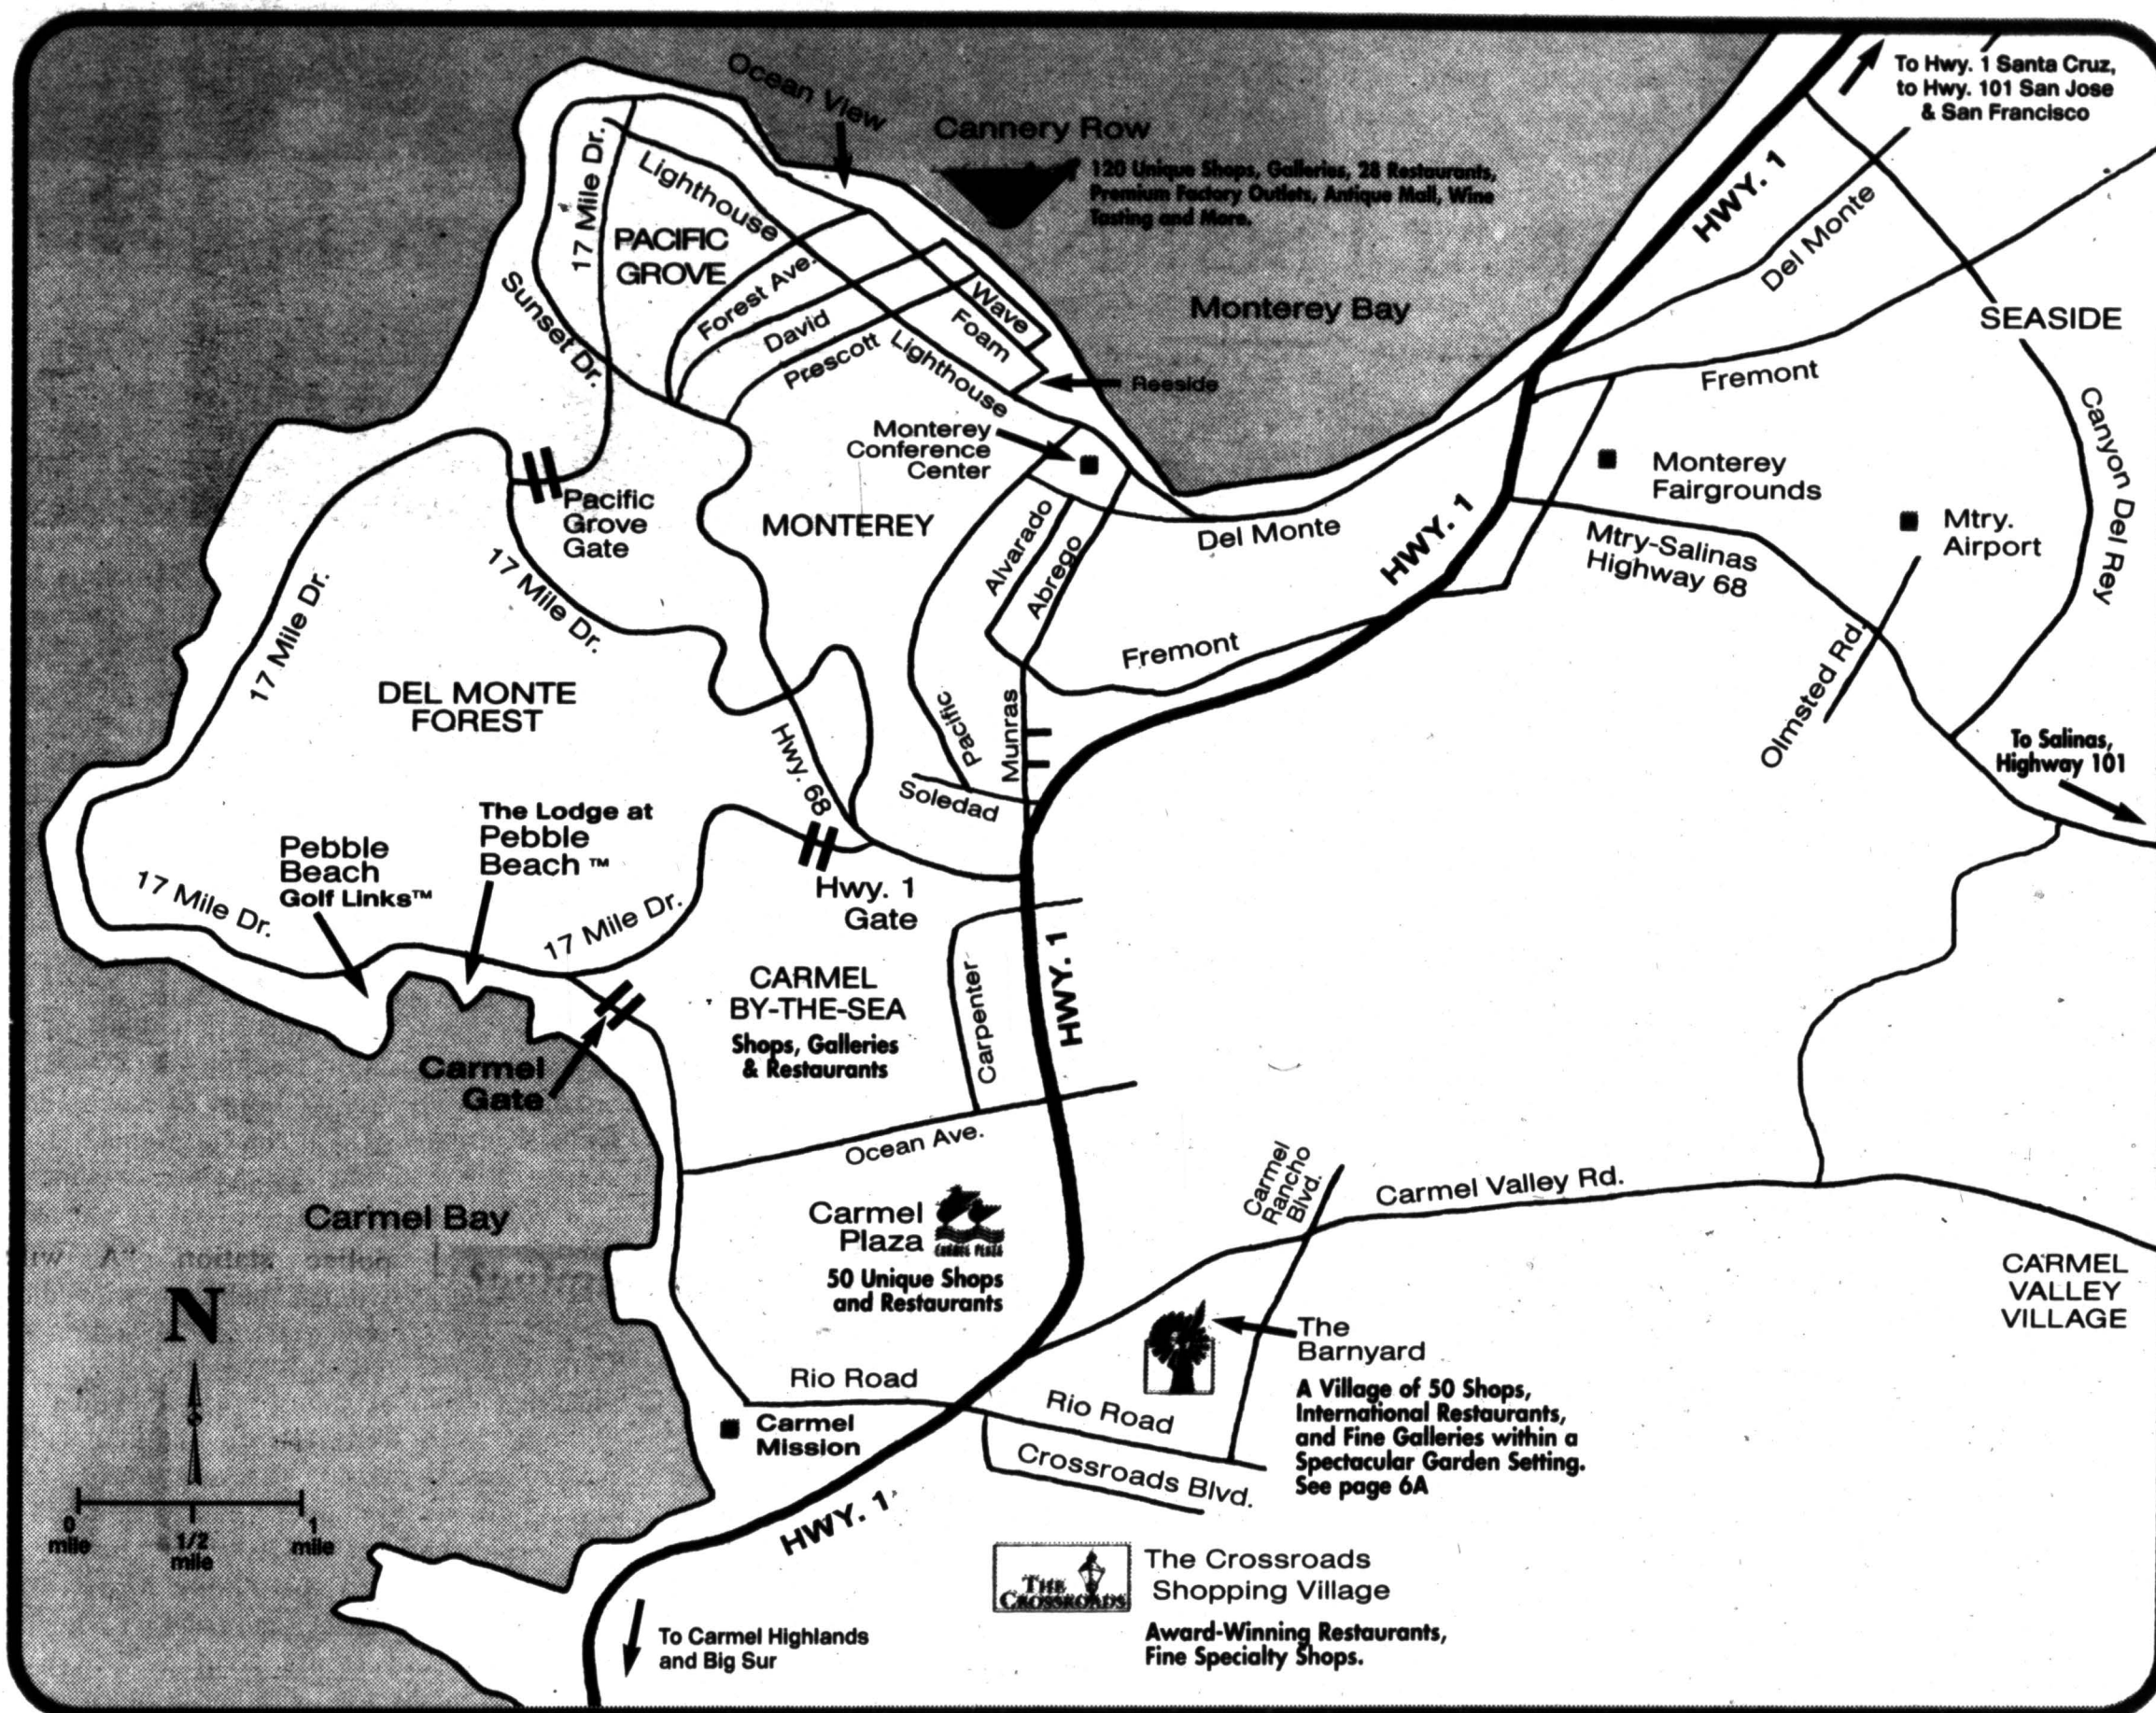 To Hwy. 1 Santa Cruz,
to Hwy. 101 San Jose
& San Francisco
Ocean View
Cannery Row
120 Unique Shops, Galleries, 28 Restaurants,
Premium Factory Outlets, Antique Mall, Wine
Tasting and More.
HWY. 1
Del Monte
17 Mile Dr.
Lighthouse
PACIFIC
GROVE
Forest Ave.
David
Prescott
Sunset Dr.
Wave
Foam
Lighthouse
Reeside
Monterey Bay
SEASIDE
Fremont
Canyon Del Rey
Monterey
Conference
Center
Monterey
Fairgrounds
Mtry.
Airport
Pacific
Grove
Gate
MONTEREY
Alvarado
Abrego
Del Monte
HWY. 1
Mtry-Salinas
Highway 68
17 Mile Dr.
17 Mile Dr.
Fremont
Olmsted Rd.
DEL MONTE
FOREST
Hwy. 68
Pacific
Munras
Soledad
To Salinas,
Highway 101
The Lodge at
Pebble
Beach ™
Pebble
Beach
Golf Links™
17 Mile Dr.
17 Mile Dr.
Hwy. 1
Gate
CARMEL
BY-THE-SEA
Shops, Galleries
& Restaurants
Carpenter
HWY. 1
Carmel
Gate
Ocean Ave.
Carmel Bay
Carmel
Plaza
CARMEL PLAZA
50 Unique Shops
and Restaurants
Carmel
Rancho
Blvd.
Carmel Valley Rd.
CARMEL
VALLEY
VILLAGE
N
The
Barnyard
A Village of 50 Shops,
International Restaurants,
and Fine Galleries within a
Spectacular Garden Setting.
See page 6A
Rio Road
Rio Road
Crossroads Blvd.
Carmel
Mission
HWY. 1
0
mile
1/2
mile
1
mile
THE
CROSSROADS
The Crossroads
Shopping Village
Award-Winning Restaurants,
Fine Specialty Shops.
To Carmel Highlands
and Big Sur